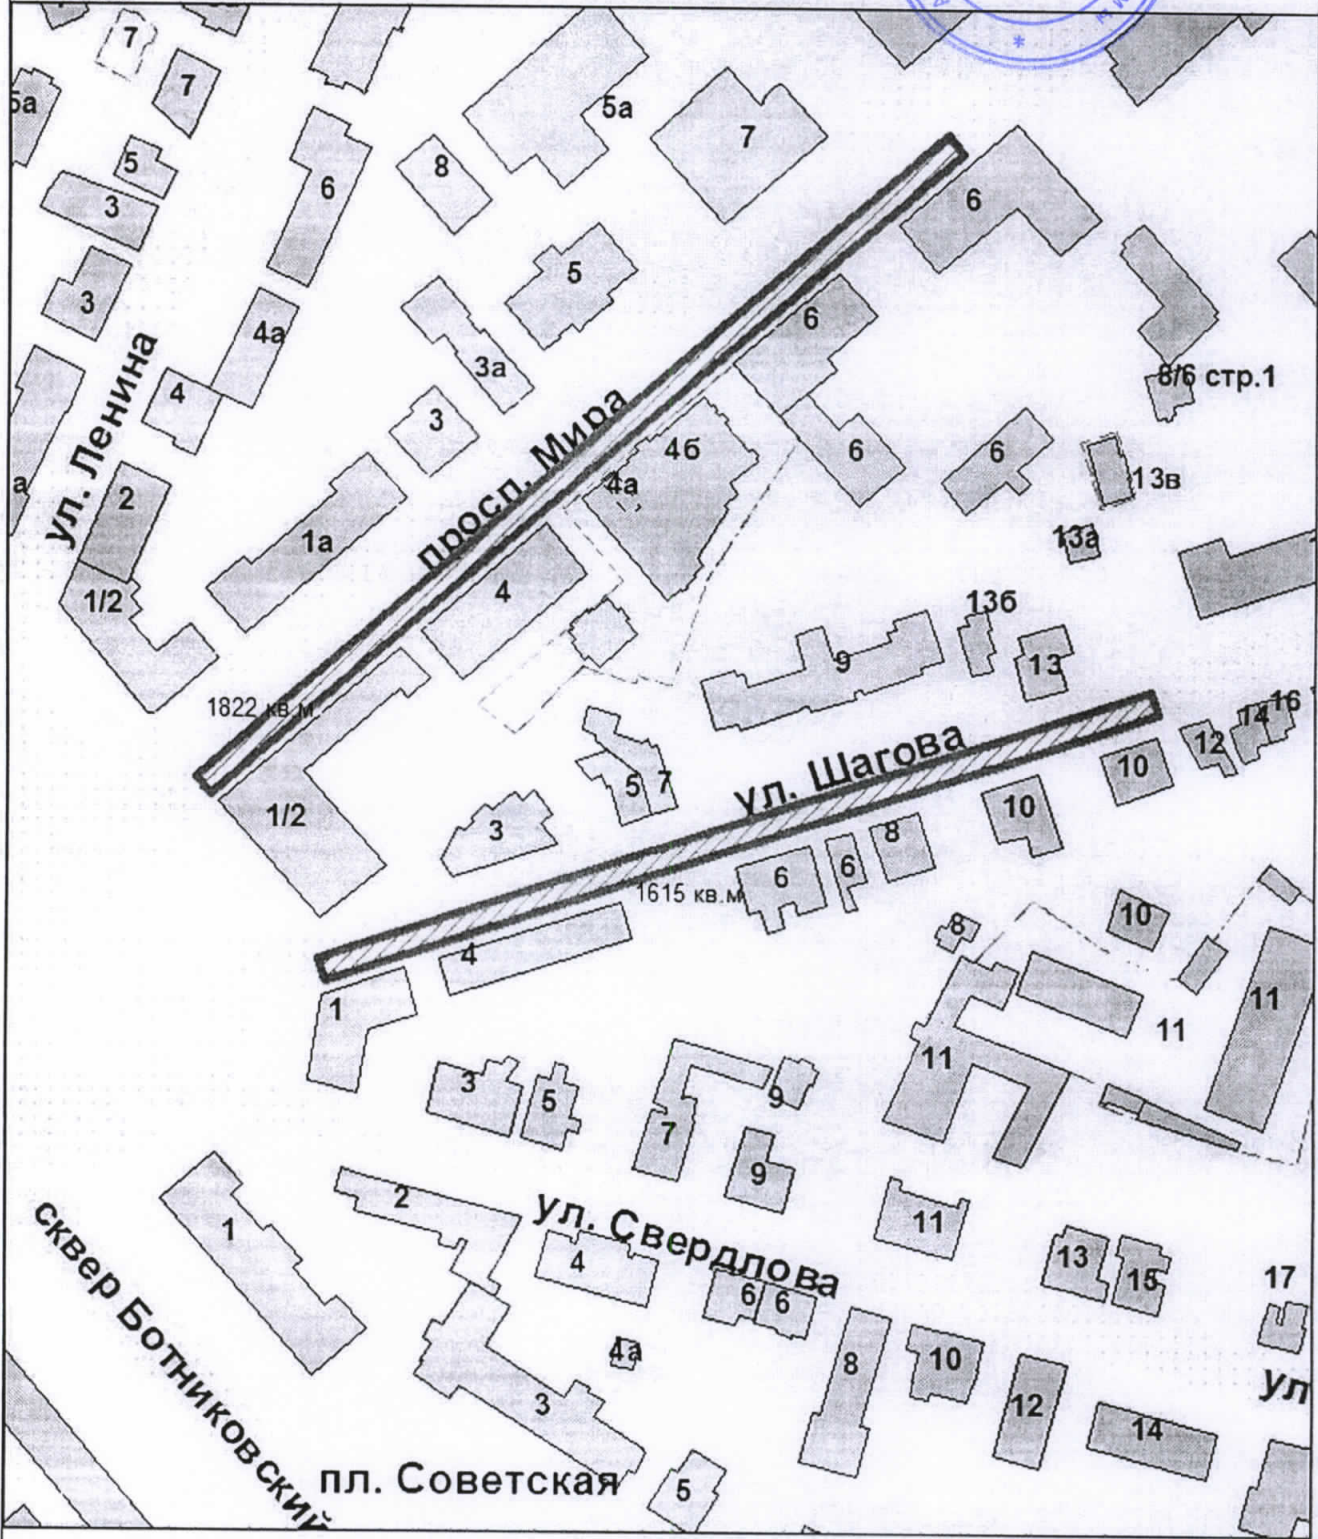 7
7
5а
5
3
3
6
4а
4
ул. Ленина
2
1/2
а
1а
8
5а
7
5
3а
3
просп. Мира
6
6
4б
4а
6
6
8/6 стр.1
13в
13а
4
13б
13
9
1822 кв.м
1/2
3
5
7
ул. Шагова
16
14
12
10
10
8
6
6
1615 кв.м
4
1
8
10
11
11
11
3
5
9
7
9
11
2
1
ул. Свердлова
4
6
6
4а
13
15
17
сквер Ботниковский
3
8
10
12
14
ул
пл. Советская
5